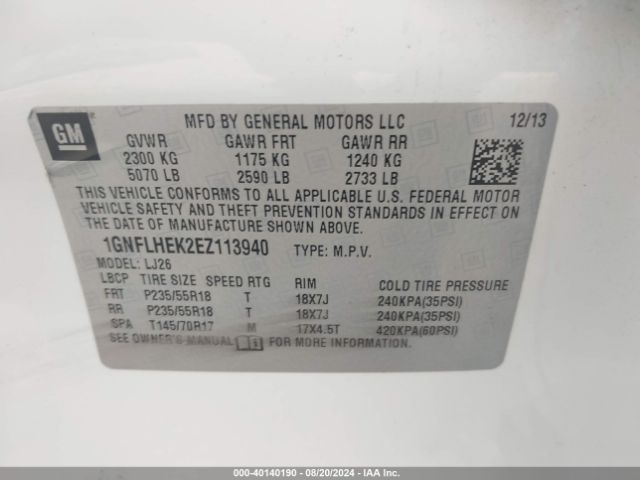 GM
MFD BY GENERAL MOTORS LLC 12/13
GVWR GAWR FRT GAWR RR
2300 KG 1175 KG 1240 KG
5070 LB 2590 LB 2733 LB
THIS VEHICLE CONFORMS TO ALL APPLICABLE U.S. FEDERAL MOTOR
VEHICLE SAFETY AND THEFT PREVENTION STANDARDS IN EFFECT ON
THE DATE OF MANUFACTURE SHOWN ABOVE.
1GNFLHEK2EZ113940 TYPE: M.P.V.
MODEL: LJ26
LBCP TIRE SIZE SPEED RTG RIM COLD TIRE PRESSURE
FRT P235/55R18 T 18X7J 240KPA(35PSI)
RR P235/55R18 T 18X7J 240KPA(35PSI)
SPA T145/70R17 M 17X4.5T 420KPA(60PSI)
SEE OWNER'S MANUAL FOR MORE INFORMATION.
000-40140190 - 08/20/2024 - IAAI.COM